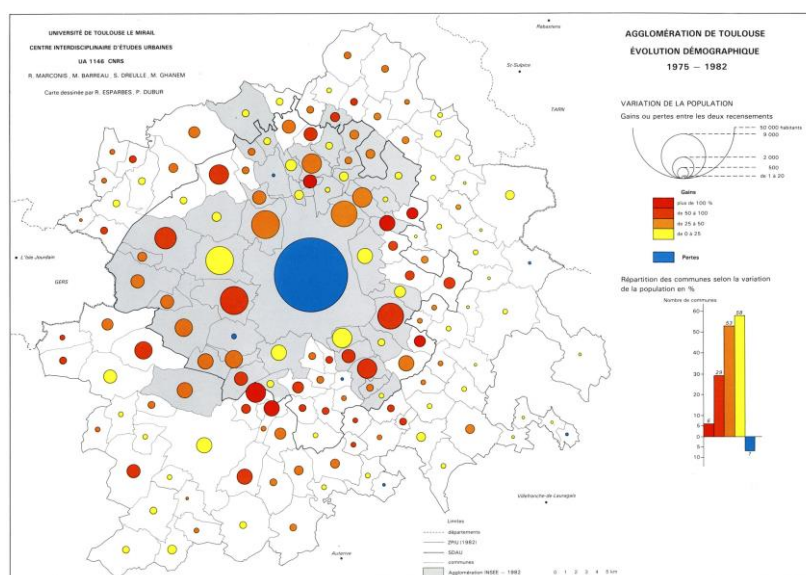 UNIVERSITÉ DE TOULOUSE LE MIRAIL
CENTRE INTERDISCIPLINAIRE D'ÉTUDES URBAINES
UA 1146 CNRS
R. MARCONIS , M. BARREAU , S. DREULLE , M. GHANEM
Carte dessinée par R. ESPARBES , P. DUBUR
Rabastens
St-Sulpice
TARN
L'Isle Jourdain
GERS
Villefranche de Lauragais
Auterive
AGGLOMÉRATION DE TOULOUSE
ÉVOLUTION DÉMOGRAPHIQUE
1975 – 1982
VARIATION DE LA POPULATION
Gains ou pertes entre les deux recensements
50 000 habitants
9 000
2 000
500
de 1 à 20
Gains
plus de 100 %
de 50 à 100
de 25 à 50
de 0 à 25
Pertes
Répartition des communes selon la variation
de la population en %
Nombre de communes
60
50
40
30
20
10
5
0
5
10
6
29
53
58
7
Limites
départements
ZPIU (1982)
SDAU
communes
Agglomération INSEE – 1982
0 1 2 3 4 5 km